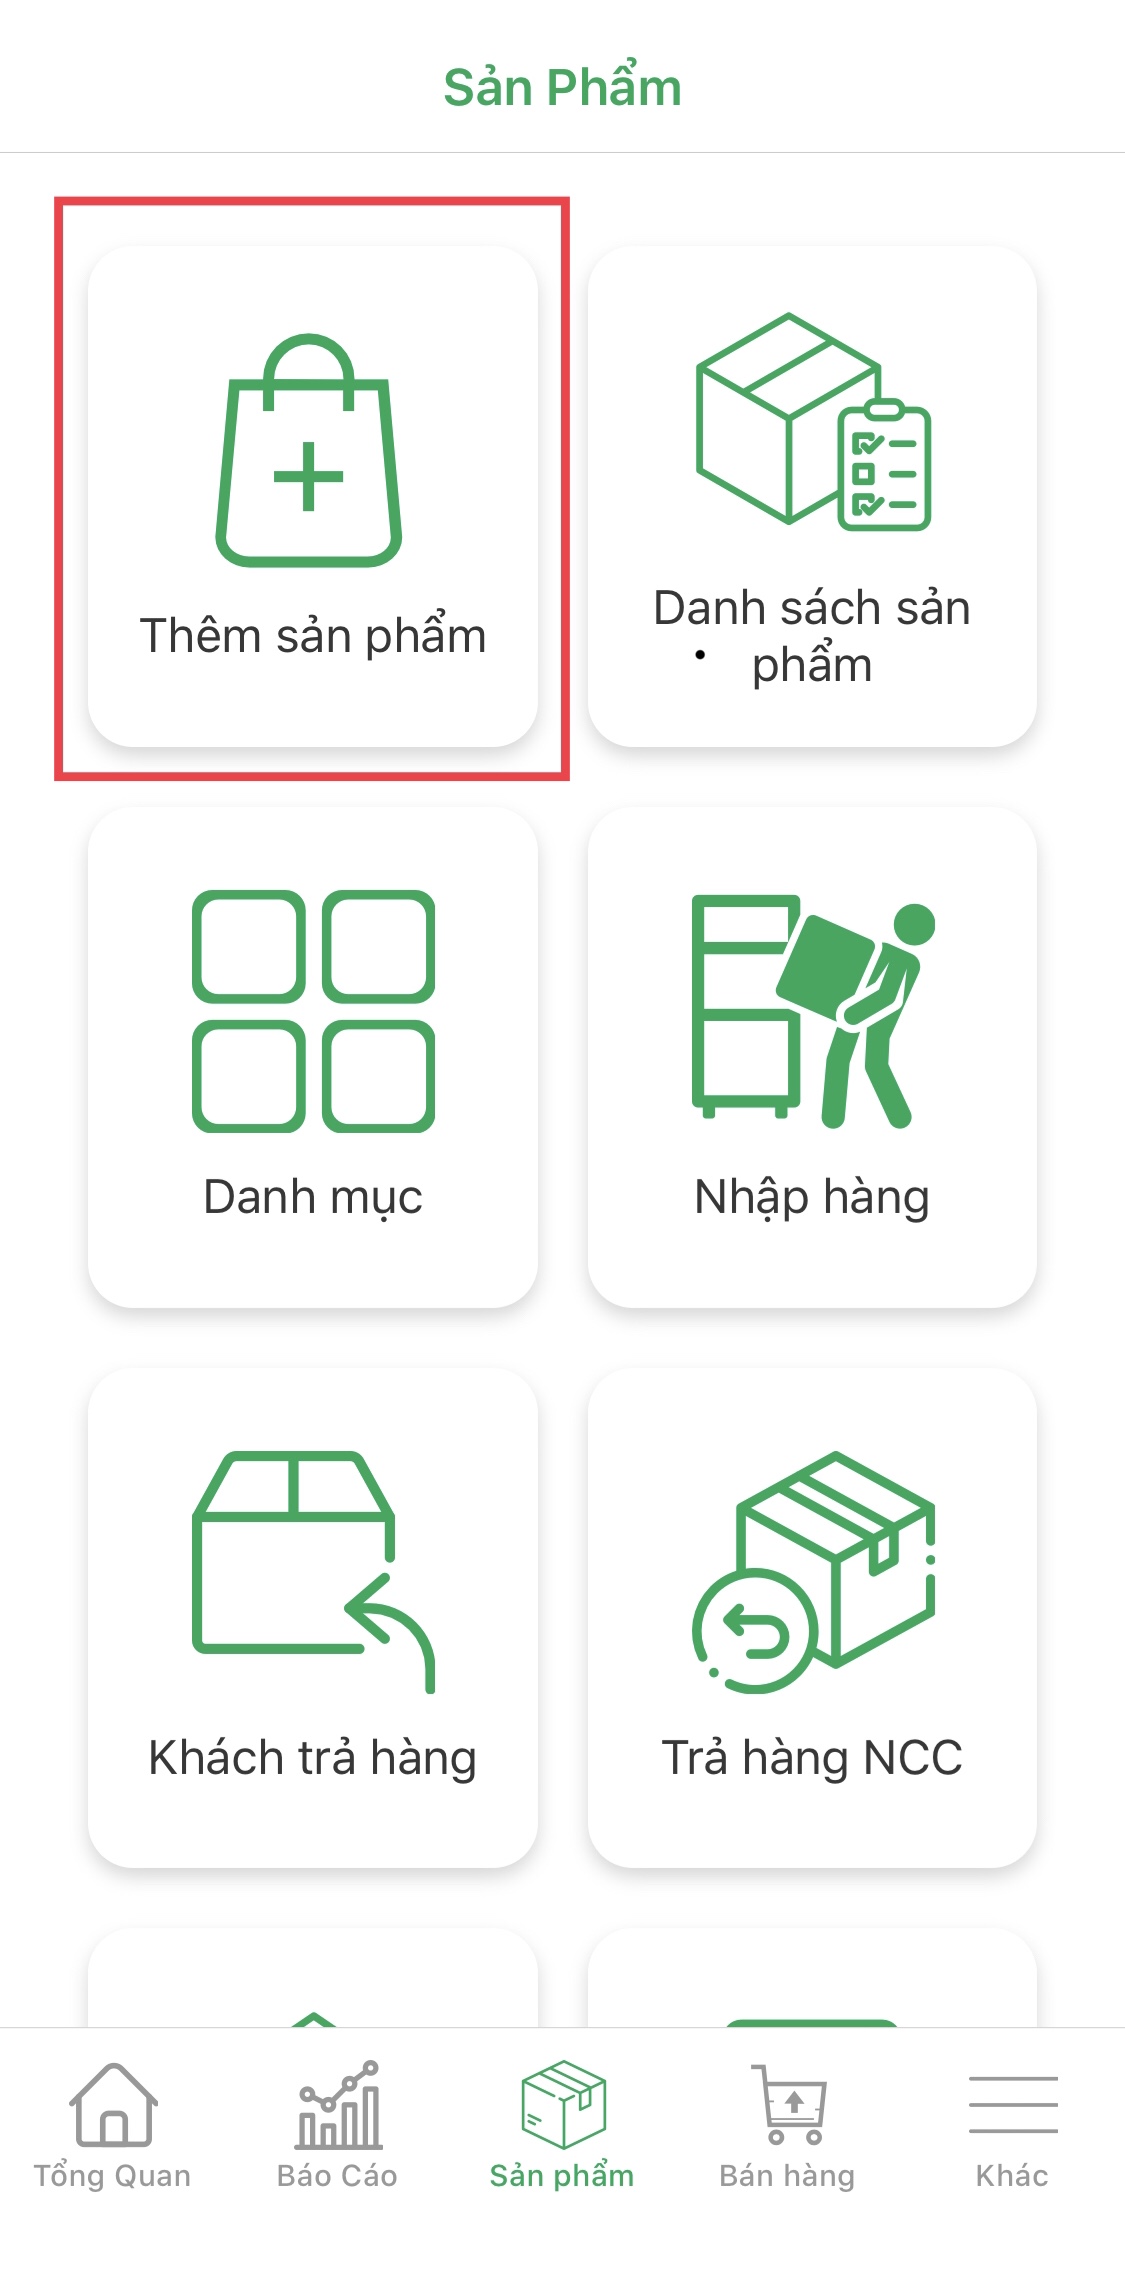 Sản Phẩm
Thêm sản phẩm
Danh sách sản
phẩm
Danh mục
Nhập hàng
Khách trả hàng
Trả hàng NCC
Tổng Quan
Báo Cáo
Sản phẩm
Bán hàng
Khác